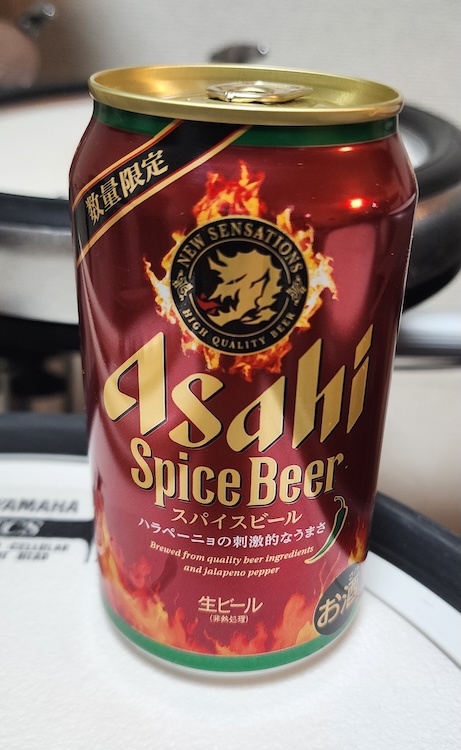 数量限定
NEW SENSATIONS
HIGH QUALITY BEER
Asahi
Spice Beer
スパイスビール
ハラペーニョの刺激的なうまさ
Brewed from quality beer ingredients
and jalapeno pepper
生ビール
(非熱処理)
お酒
YAMAHA
CS